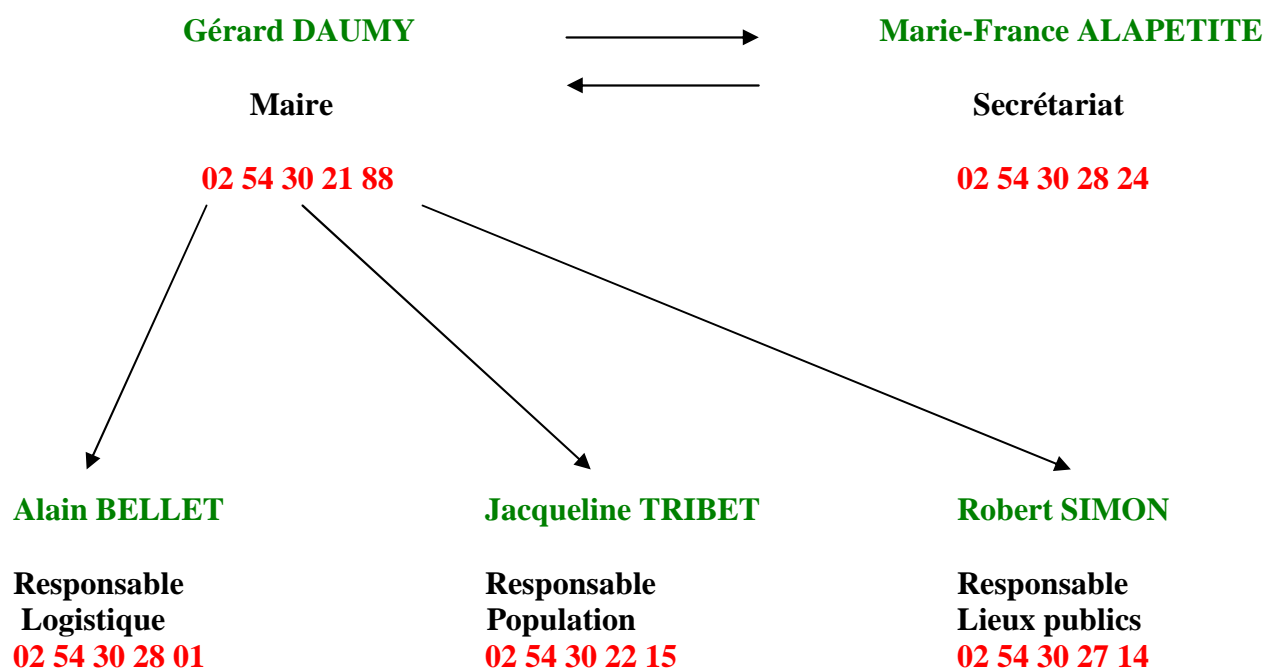 Gérard DAUMY
Marie-France ALAPETITE
Maire
Secrétariat
02 54 30 21 88
02 54 30 28 24
Alain BELLET
Responsable
Logistique
02 54 30 28 01
Jacqueline TRIBET
Responsable
Population
02 54 30 22 15
Robert SIMON
Responsable
Lieux publics
02 54 30 27 14